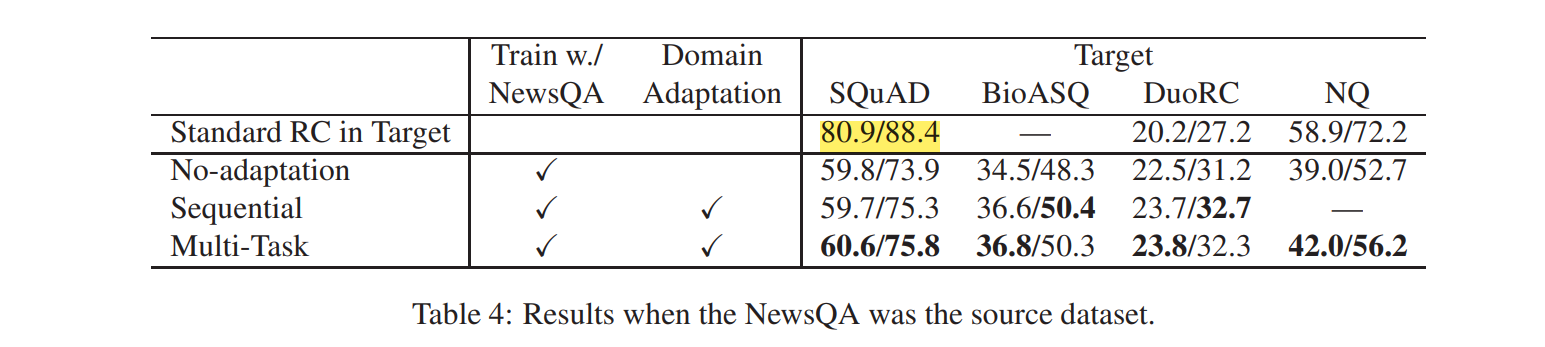 Train w./ Domain Target
NewsQA Adaptation SQuAD BioASQ DuoRC NQ
Standard RC in Target 80.9/88.4 — 20.2/27.2 58.9/72.2
No-adaptation ✓ 59.8/73.9 34.5/48.3 22.5/31.2 39.0/52.7
Sequential ✓ ✓ 59.7/75.3 36.6/50.4 23.7/32.7 —
Multi-Task ✓ ✓ 60.6/75.8 36.8/50.3 23.8/32.3 42.0/56.2
Table 4: Results when the NewsQA was the source dataset.